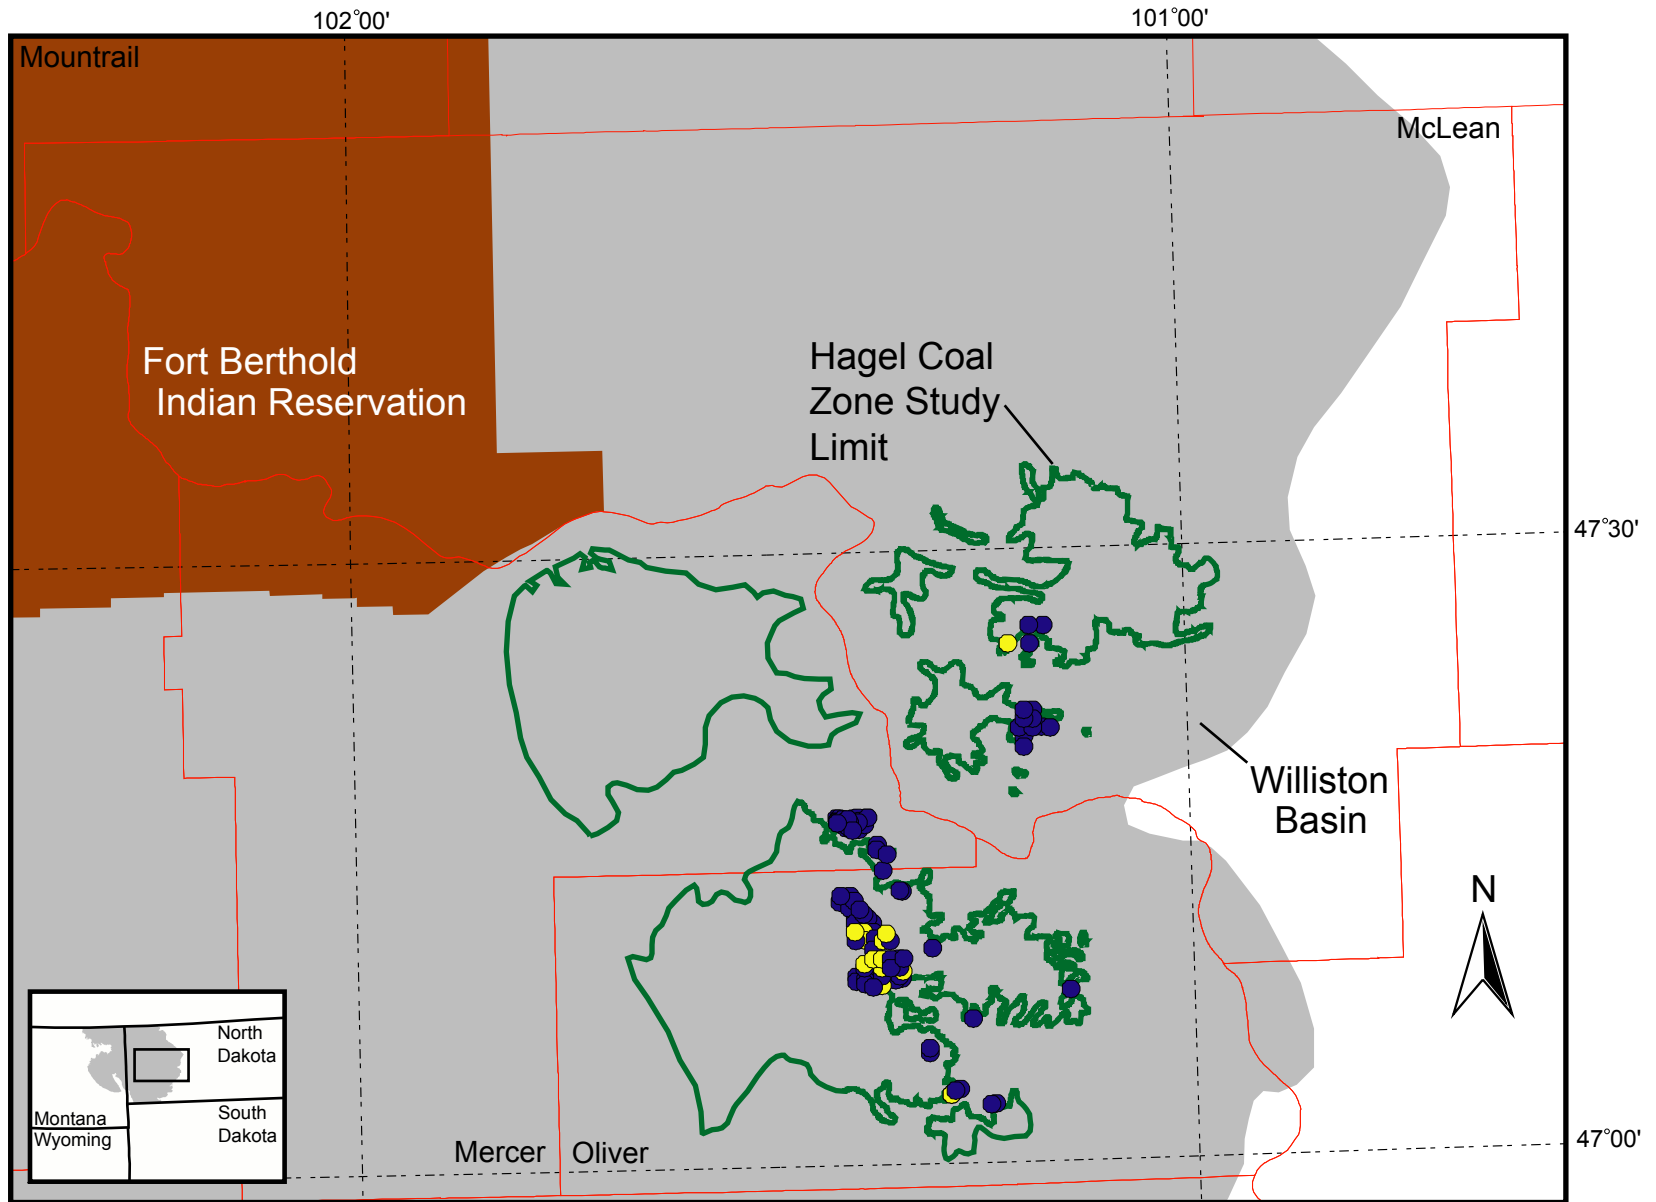 102°00'
101°00'
Mountrail
McLean
Fort Berthold
Indian Reservation
Hagel Coal
Zone Study
Limit
47°30'
Williston
Basin
N
North
Dakota
Montana
Wyoming
South
Dakota
Mercer
Oliver
47°00'